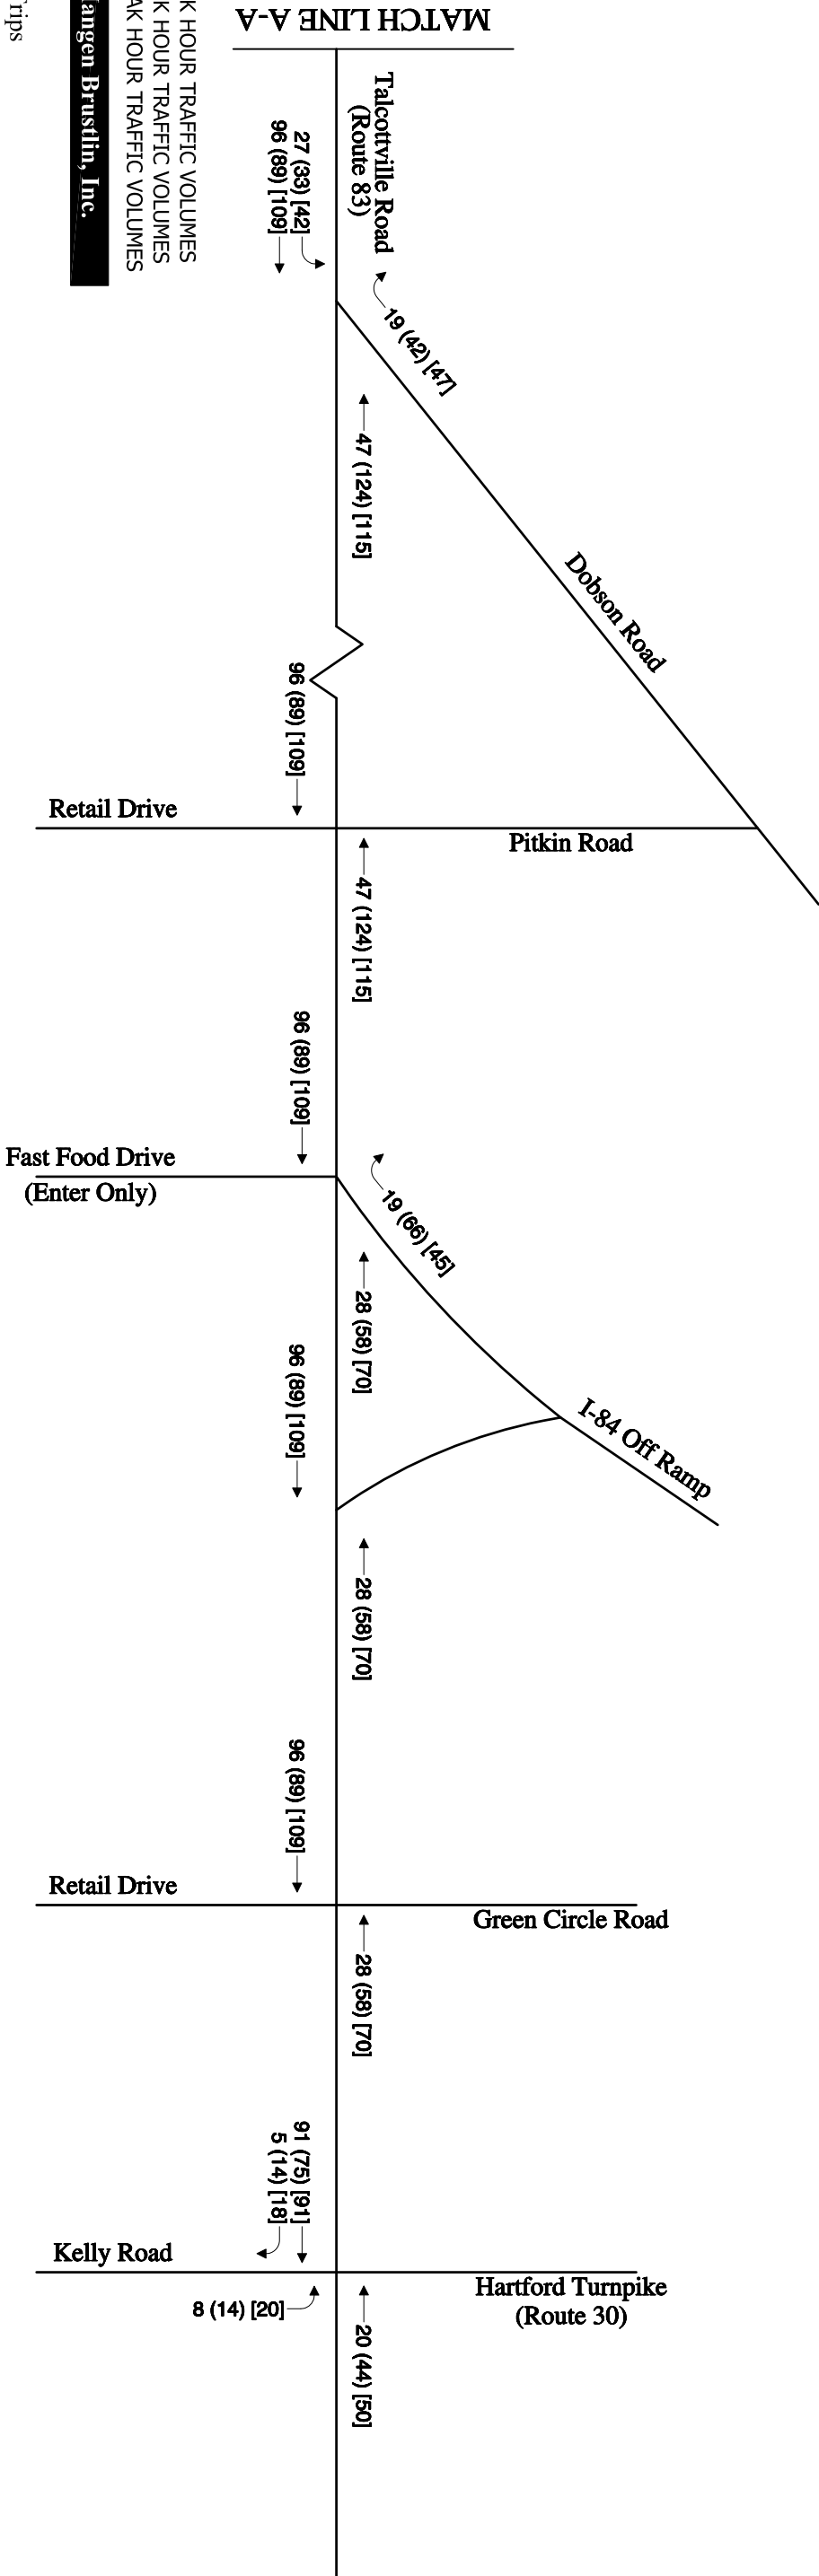 MATCH LINE A-A
Talcottville Road
(Route 83)
K HOUR TRAFFIC VOLUMES
K HOUR TRAFFIC VOLUMES
AK HOUR TRAFFIC VOLUMES
angen Brustlin, Inc.
rips
27 (33) [42]
96 (89) [109]
19 (42) [47]
47 (124) [115]
Dobson Road
96 (89) [109]
Retail Drive
Pitkin Road
47 (124) [115]
96 (89) [109]
Fast Food Drive
(Enter Only)
19 (66) [45]
28 (58) [70]
96 (89) [109]
I-84 Off Ramp
28 (58) [70]
96 (89) [109]
Retail Drive
Green Circle Road
28 (58) [70]
91 (75) [91]
5 (14) [18]
Kelly Road
Hartford Turnpike
(Route 30)
8 (14) [20]
20 (44) [50]